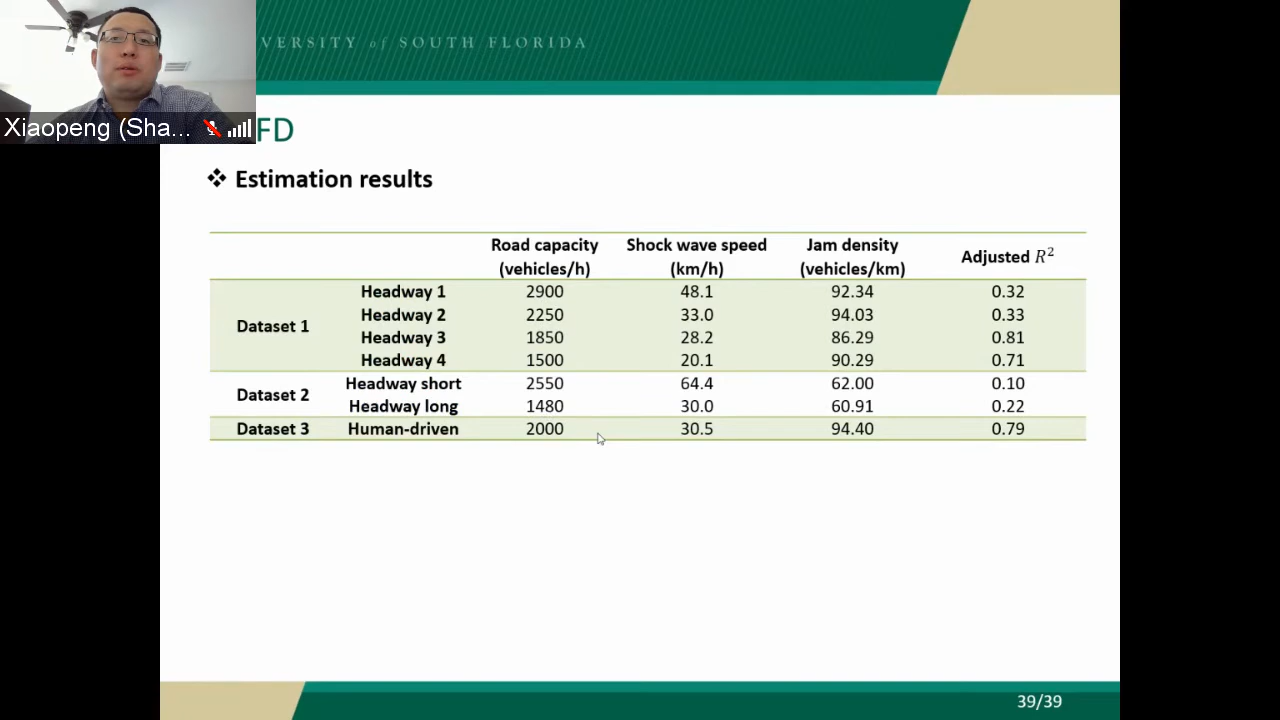 VERSITY of SOUTH FLORIDA
Xiaopeng (Sha...
FD
❖ Estimation results
Road capacity (vehicles/h) Shock wave speed (km/h) Jam density (vehicles/km) Adjusted R²
Dataset 1
Headway 1 2900 48.1 92.34 0.32
Headway 2 2250 33.0 94.03 0.33
Headway 3 1850 28.2 86.29 0.81
Headway 4 1500 20.1 90.29 0.71
Dataset 2
Headway short 2550 64.4 62.00 0.10
Headway long 1480 30.0 60.91 0.22
Dataset 3 Human-driven 2000 30.5 94.40 0.79
39/39